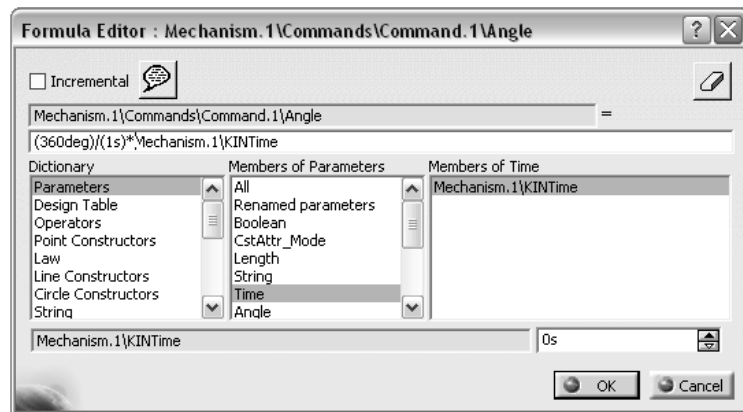 Formula Editor : Mechanism.1\Commands\Command.1\Angle
Incremental
Mechanism.1\Commands\Command.1\Angle =
(360deg)/(1s)*Mechanism.1\KINTime
Dictionary Members of Parameters Members of Time
Parameters All Mechanism.1\KINTime
Design Table Renamed parameters
Operators Boolean
Point Constructors CstAttr_Mode
Law Length
Line Constructors String
Circle Constructors Time
String Angle
Mechanism.1\KINTime 0s
OK Cancel